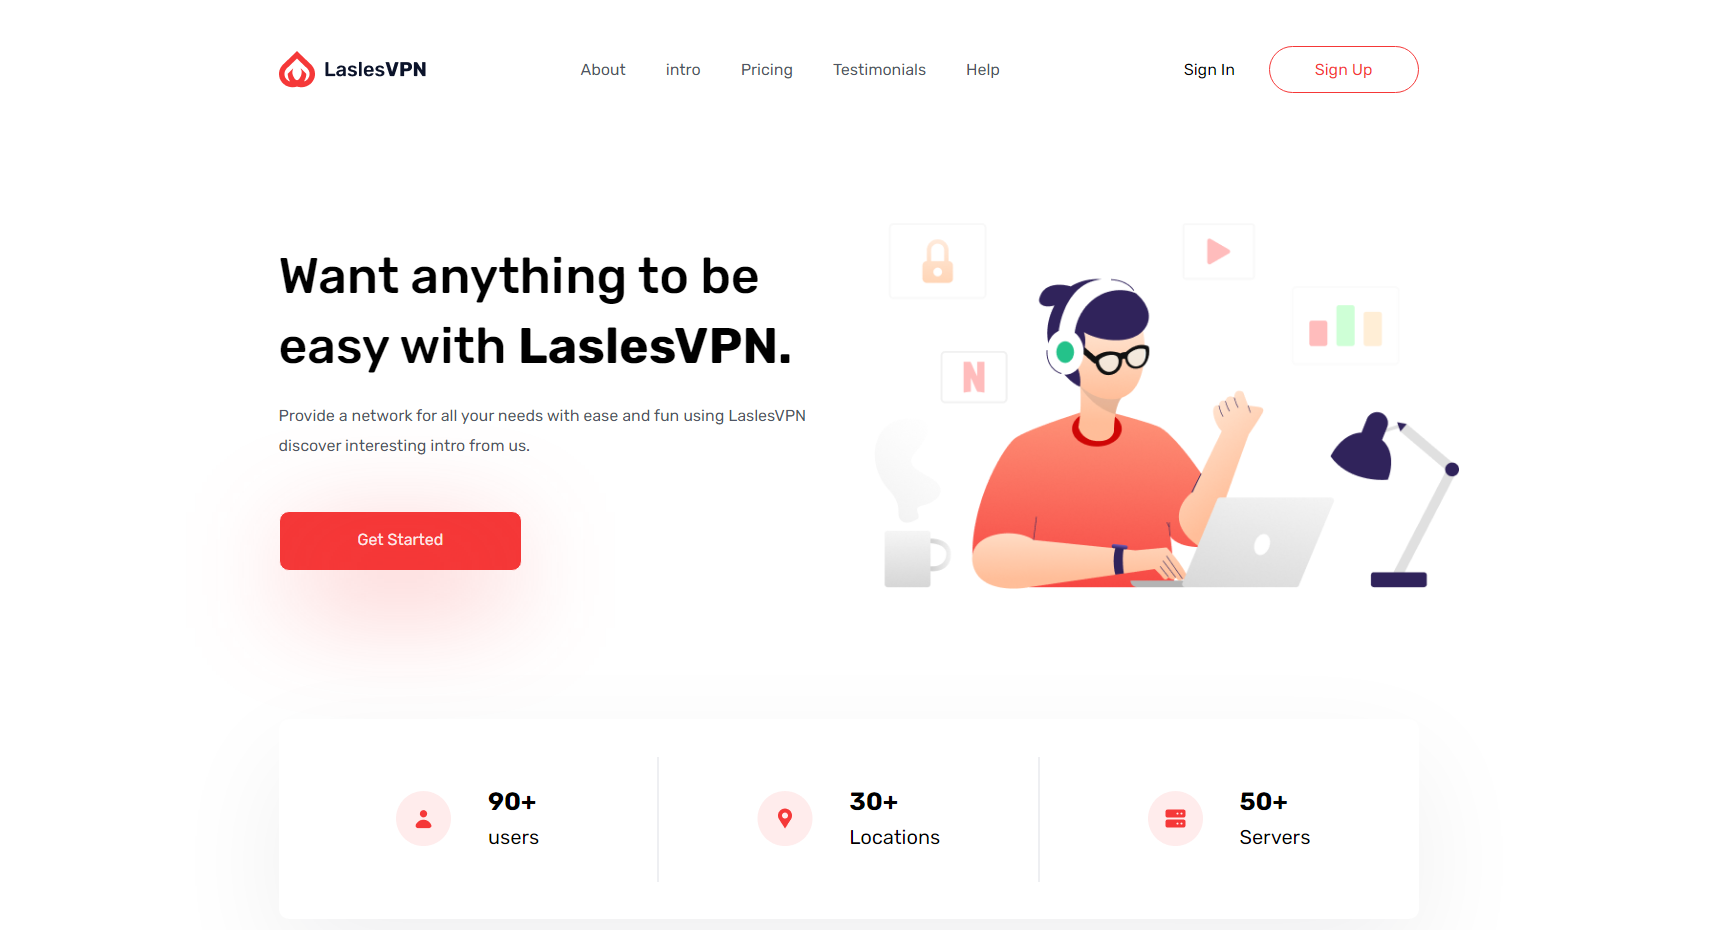 LaslesVPN
About
intro
Pricing
Testimonials
Help
Sign In
Sign Up
Want anything to be
easy with LaslesVPN.
Provide a network for all your needs with ease and fun using LaslesVPN
discover interesting intro from us.
Get Started
N
90+
users
30+
Locations
50+
Servers